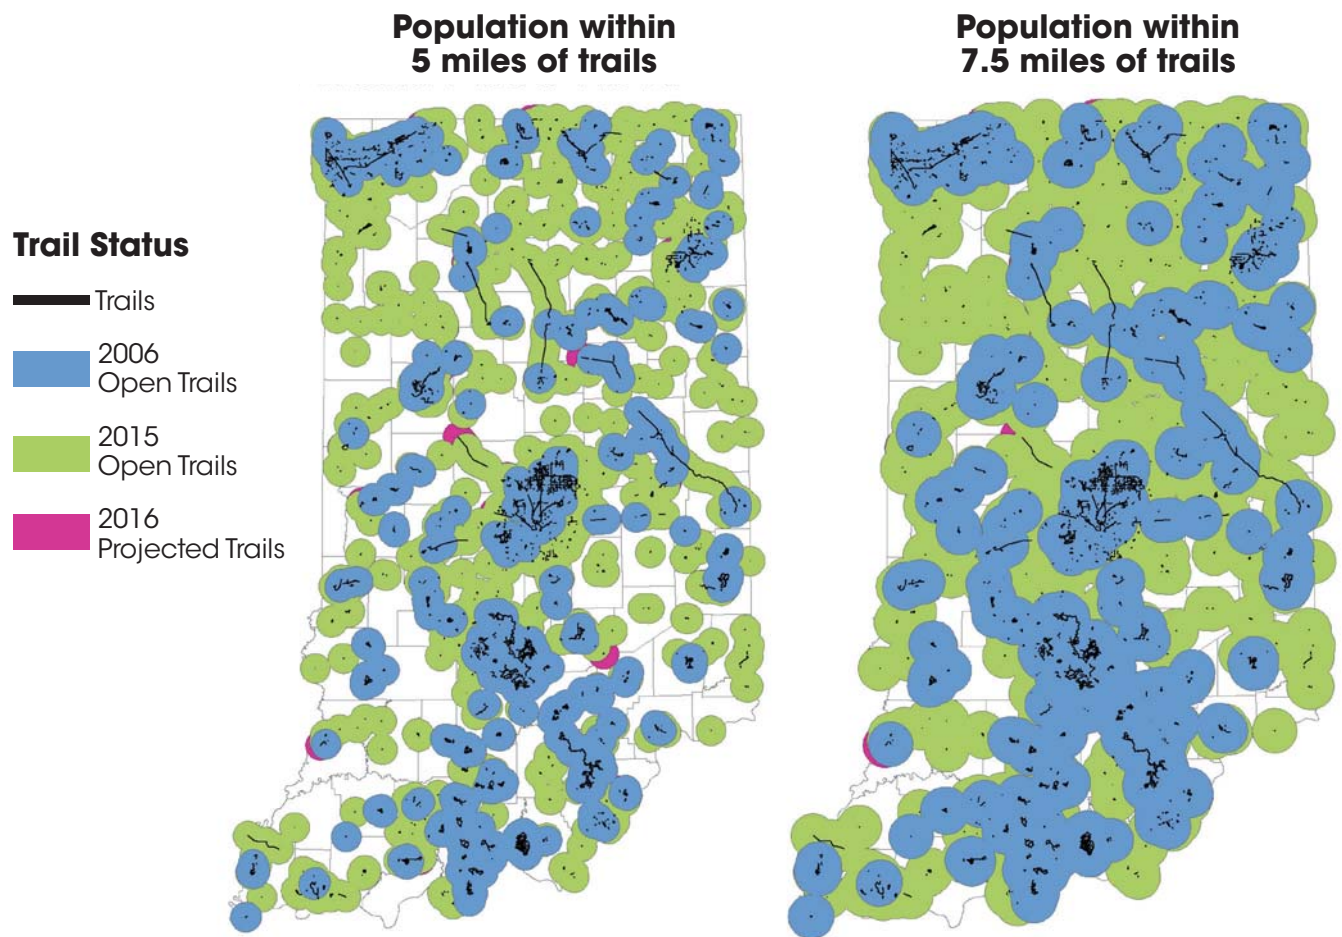 Population within
5 miles of trails
Population within
7.5 miles of trails
Trail Status
Trails
2006
Open Trails
2015
Open Trails
2016
Projected Trails